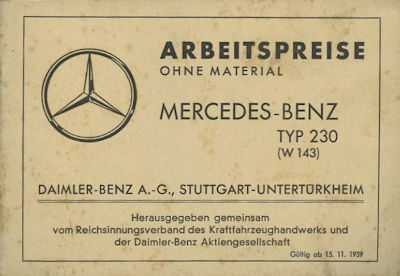 ARBEITSPREISE
OHNE MATERIAL
MERCEDES-BENZ
TYP 230
(W 143)
DAIMLER-BENZ A.-G., STUTTGART-UNTERTÜRKHEIM
Herausgegeben gemeinsam
vom Reichsinnungsverband des Kraftfahrzeughandwerks und
der Daimler-Benz Aktiengesellschaft
Gültig ab 15. 11. 1939